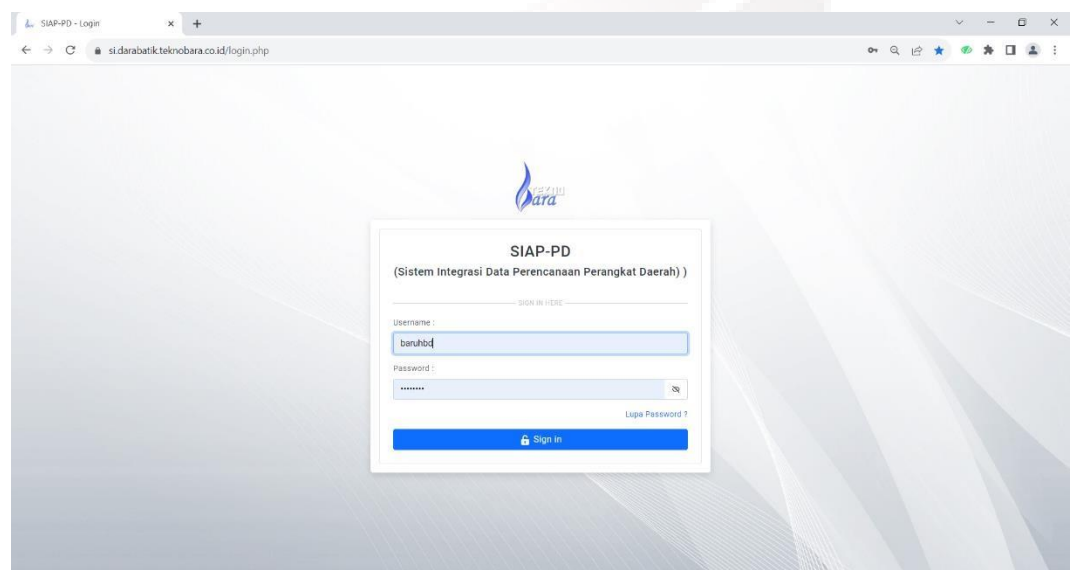 SIAP-PD - Login
si.darabatik.teknobara.co.id/login.php
TEKNO
bara
SIAP-PD
(Sistem Integrasi Data Perencanaan Perangkat Daerah) )
SIGN IN HERE
Username :
baruhbd
Password :
••••••••
Lupa Password ?
Sign in